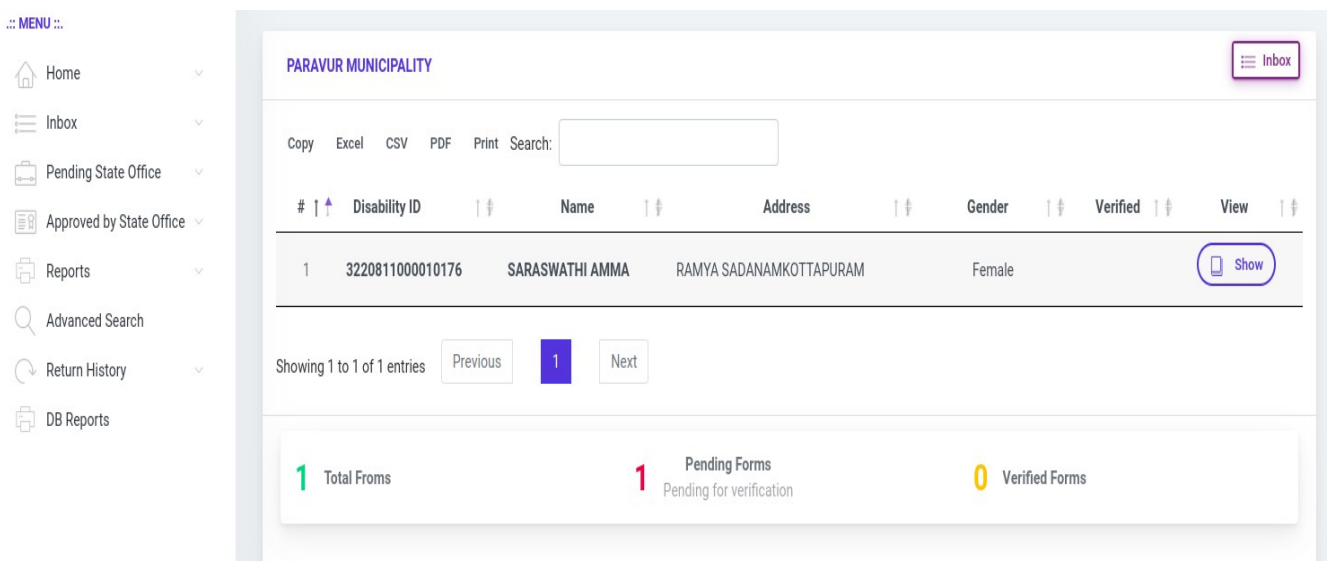 .:: MENU ::.
Home
Inbox
Pending State Office
Approved by State Office
Reports
Advanced Search
Return History
DB Reports
PARAVUR MUNICIPALITY
Inbox
Copy Excel CSV PDF Print Search:
# Disability ID Name Address Gender Verified View
1 3220811000010176 SARASWATHI AMMA RAMYA SADANAMKOTTAPURAM Female Show
Showing 1 to 1 of 1 entries Previous 1 Next
1 Total Froms
1 Pending Forms
Pending for verification
0 Verified Forms